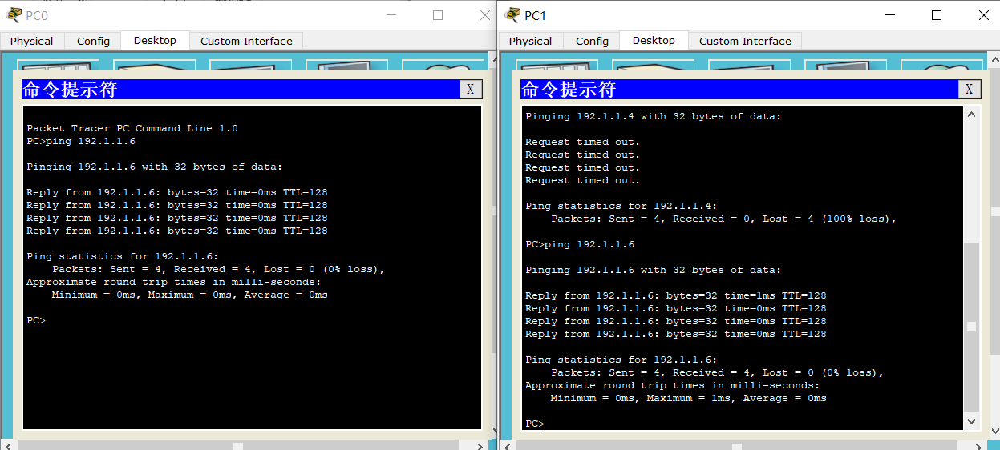 PC0
Physical Config Desktop Custom Interface
命令提示符 X
Packet Tracer PC Command Line 1.0
PC>ping 192.1.1.6
Pinging 192.1.1.6 with 32 bytes of data:
Reply from 192.1.1.6: bytes=32 time=0ms TTL=128
Reply from 192.1.1.6: bytes=32 time=0ms TTL=128
Reply from 192.1.1.6: bytes=32 time=0ms TTL=128
Reply from 192.1.1.6: bytes=32 time=0ms TTL=128
Ping statistics for 192.1.1.6:
Packets: Sent = 4, Received = 4, Lost = 0 (0% loss),
Approximate round trip times in milli-seconds:
Minimum = 0ms, Maximum = 0ms, Average = 0ms
PC>
PC1
Physical Config Desktop Custom Interface
命令提示符 X
Pinging 192.1.1.4 with 32 bytes of data:
Request timed out.
Request timed out.
Request timed out.
Request timed out.
Ping statistics for 192.1.1.4:
Packets: Sent = 4, Received = 0, Lost = 4 (100% loss),
PC>ping 192.1.1.6
Pinging 192.1.1.6 with 32 bytes of data:
Reply from 192.1.1.6: bytes=32 time=1ms TTL=128
Reply from 192.1.1.6: bytes=32 time=0ms TTL=128
Reply from 192.1.1.6: bytes=32 time=0ms TTL=128
Reply from 192.1.1.6: bytes=32 time=0ms TTL=128
Ping statistics for 192.1.1.6:
Packets: Sent = 4, Received = 4, Lost = 0 (0% loss),
Approximate round trip times in milli-seconds:
Minimum = 0ms, Maximum = 1ms, Average = 0ms
PC>